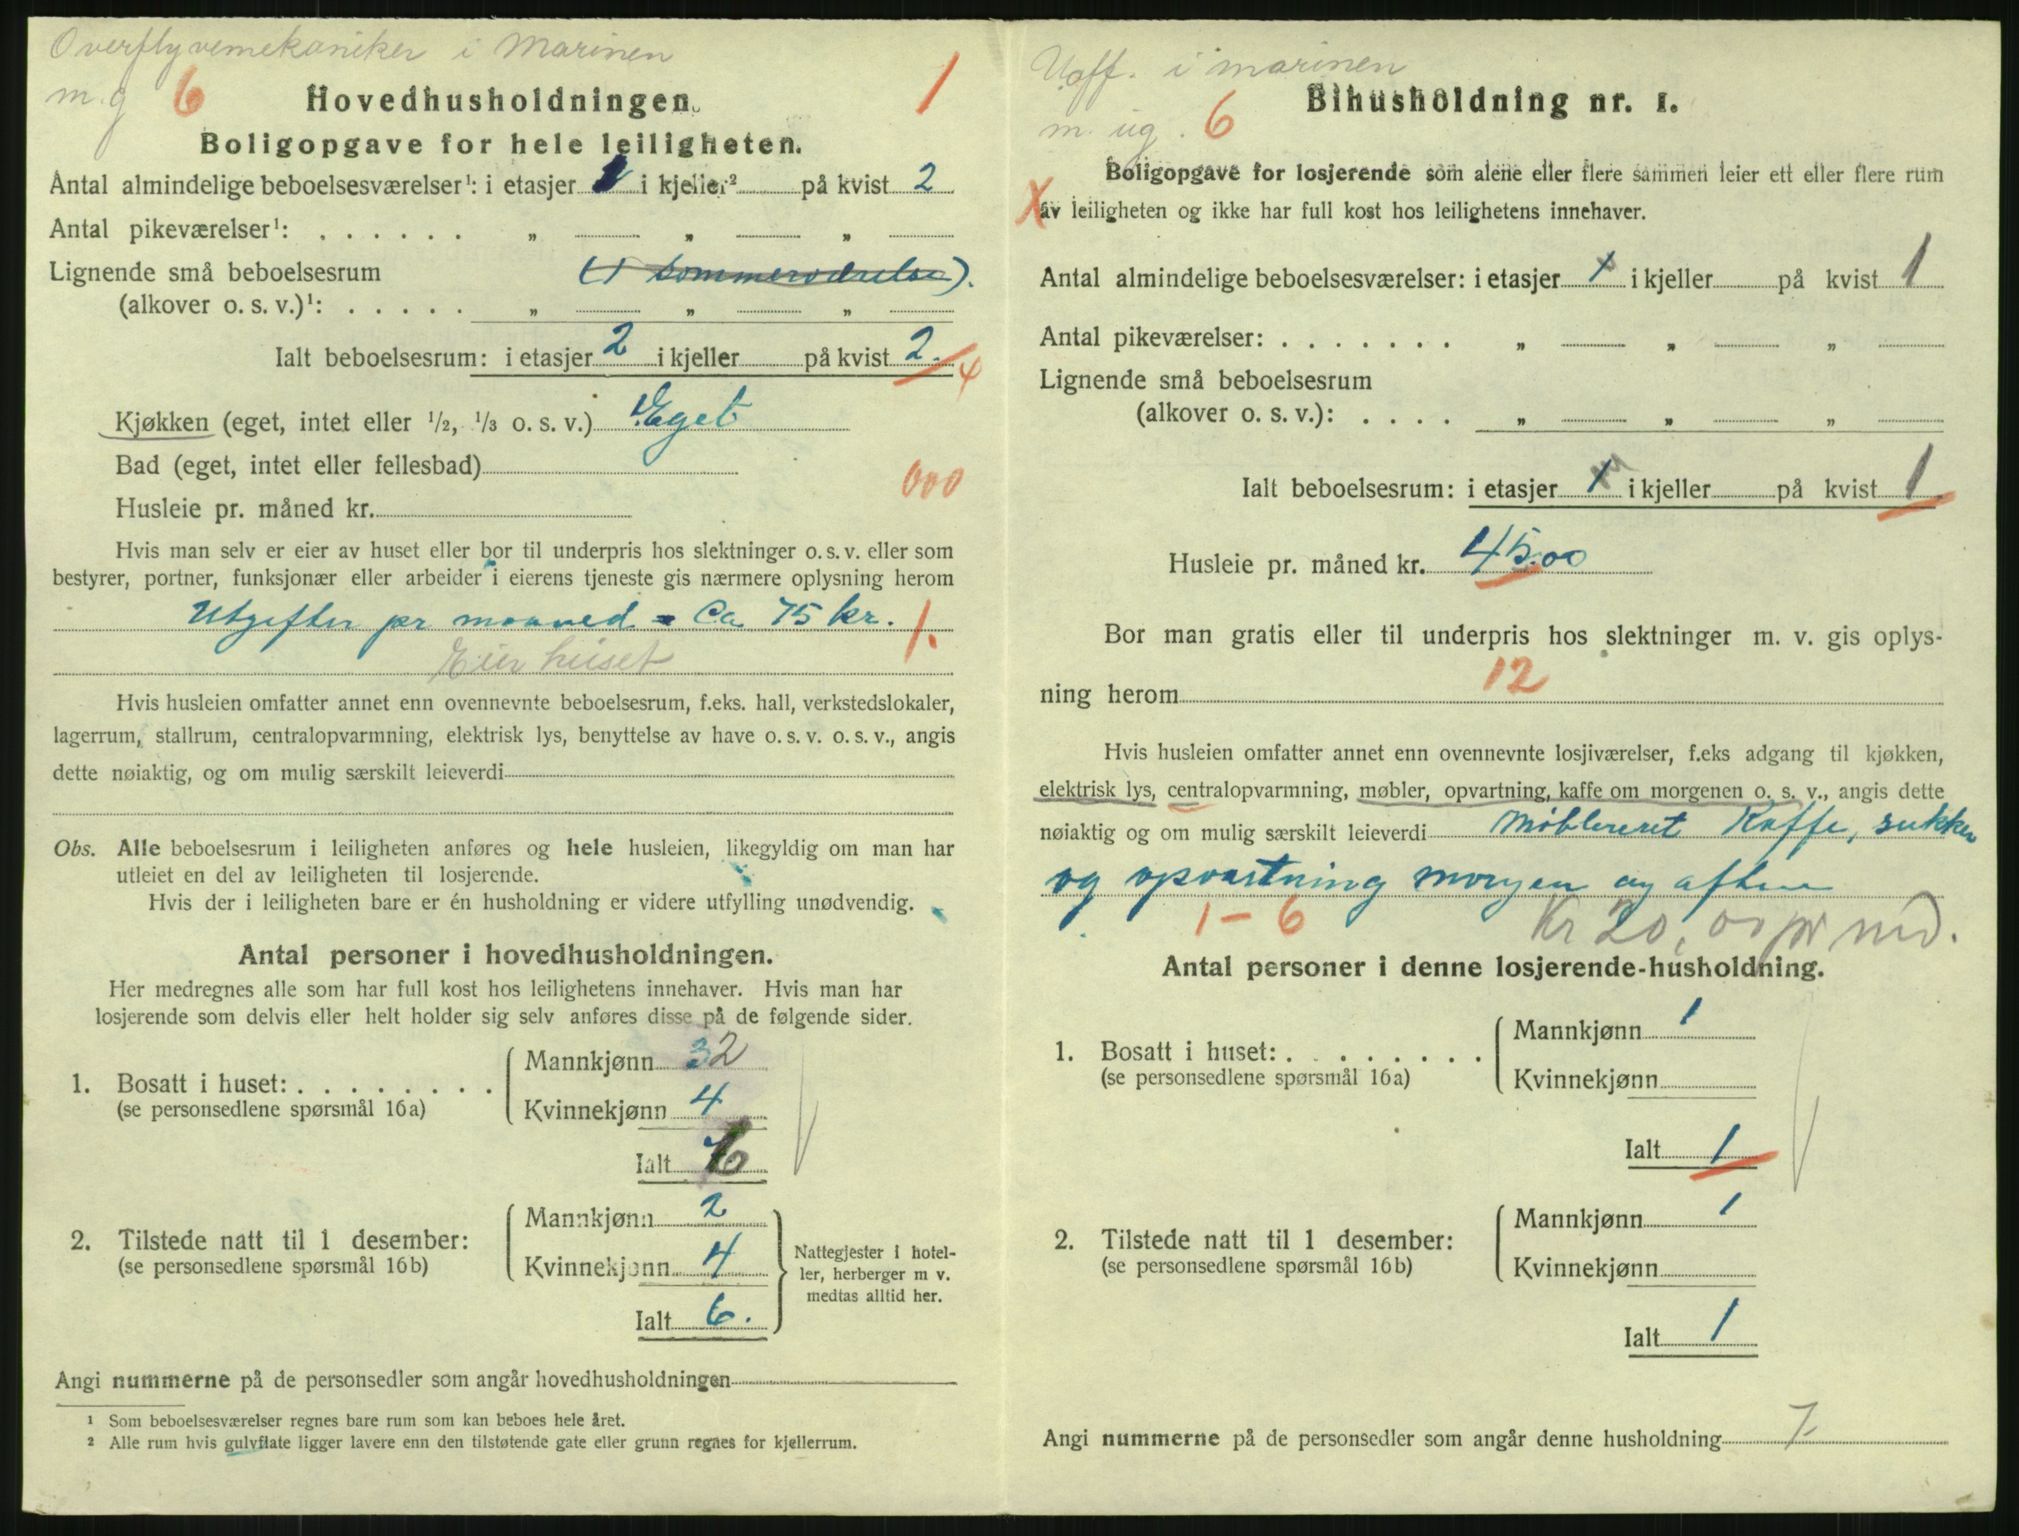 Overflyvemekaniker i Marinen
m.g 6 1
Hovedhusholdningen.
Boligopgave for hele leiligheten.
Antal almindelige beboelsesværelser¹: i etasjer 2 i kjeller² på kvist 2
Antal pikeværelser¹: . . . . . . „ „ „
Lignende små beboelsesrum (1 sommerværelse).
(alkover o. s. v.)¹: . . . . . „ „ „
Ialt beboelsesrum: i etasjer 2 i kjeller på kvist 2.
4
Kjøkken (eget, intet eller 1/2, 1/3 o. s. v.) Eget
Bad (eget, intet eller fellesbad) 000
Husleie pr. måned kr.
Hvis man selv er eier av huset eller bor til underpris hos slektninger o. s. v. eller som
bestyrer, portner, funksjonær eller arbeider i eierens tjeneste gis nærmere oplysning herom
Utgifter pr maaned = Ca 75 kr. 1.
Eier huset
Hvis husleien omfatter annet enn ovennevnte beboelsesrum, f.eks. hall, verkstedslokaler,
lagerrum, stallrum, centralopvarmning, elektrisk lys, benyttelse av have o. s. v. o. s. v., angis
dette nøiaktig, og om mulig særskilt leieverdi
Obs. Alle beboelsesrum i leiligheten anføres og hele husleien, likegyldig om man har
utleiet en del av leiligheten til losjerende.
Hvis der i leiligheten bare er én husholdning er videre utfylling unødvendig.
Antal personer i hovedhusholdningen.
Her medregnes alle som har full kost hos leilighetens innehaver. Hvis man har
losjerende som delvis eller helt holder sig selv anføres disse på de følgende sider.
Mannkjønn 3 2
1. Bosatt i huset: . . . . . . . .
(se personsedlene spørsmål 16a)
Kvinnekjønn 4
Ialt 6
Mannkjønn 2
2. Tilstede natt til 1 desember:
(se personsedlene spørsmål 16b)
Kvinnekjønn 4
Ialt 6.
Nattegjester i hotel-
ler, herberger m v.
medtas alltid her.
Angi nummerne på de personsedler som angår hovedhusholdningen
¹ Som beboelsesværelser regnes bare rum som kan beboes hele året.
² Alle rum hvis gulvflate ligger lavere enn den tilstøtende gate eller grunn regnes for kjellerrum.
Uoff. i marinen
m. ug. 6
Bihusholdning nr. 1.
Boligopgave for losjerende som alene eller flere sammen leier ett eller flere rum
X av leiligheten og ikke har full kost hos leilighetens innehaver.
Antal almindelige beboelsesværelser: i etasjer 1 i kjeller på kvist 1
Antal pikeværelser: . . . . . . . „ „ „
Lignende små beboelsesrum
(alkover o. s. v.): . . . . „ „ „
Ialt beboelsesrum: i etasjer 1 i kjeller på kvist 1
Husleie pr. måned kr. 45.00
Bor man gratis eller til underpris hos slektninger m. v. gis oplys-
ning herom 12
Hvis husleien omfatter annet enn ovennevnte losjiværelser, f.eks adgang til kjøkken,
elektrisk lys, centralopvarmning, møbler, opvartning, kaffe om morgenen o. s. v., angis dette
nøiaktig og om mulig særskilt leieverdi Møbleret Kaffe, sukker
og opvartning morgen og aften
1 - 6 Kr 20,00 pr md.
Antal personer i denne losjerende-husholdning.
Mannkjønn 1
1. Bosatt i huset: . . . . . . . .
(se personsedlene spørsmål 16a)
Kvinnekjønn
Ialt 1
Mannkjønn 1
2. Tilstede natt til 1 desember:
(se personsedlene spørsmål 16b)
Kvinnekjønn
Ialt 1
Angi nummerne på de personsedler som angår denne husholdning 7